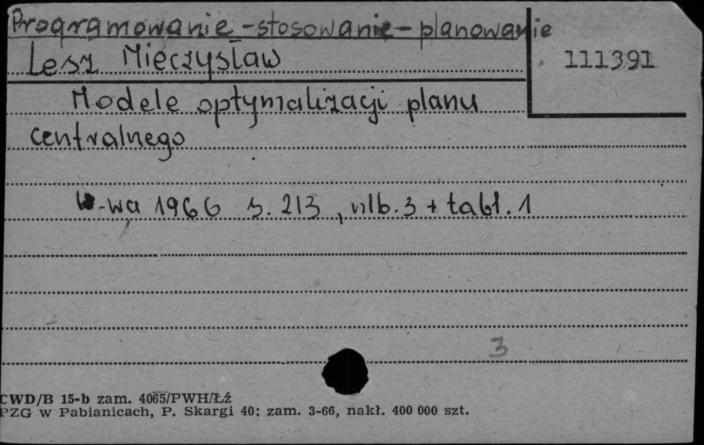 Programowanie - stosowanie - planowanie
Lesz Mieczysław
111391
Modele optymalizacji planu
centralnego
W-wa 1966 s. 213, nlb. 3 + tabl. 1
3
CWD/B 15-b zam. 4065/PWH/Łź
PZG w Pabianicach, P. Skargi 40; zam. 3-66, nakł. 400 000 szt.